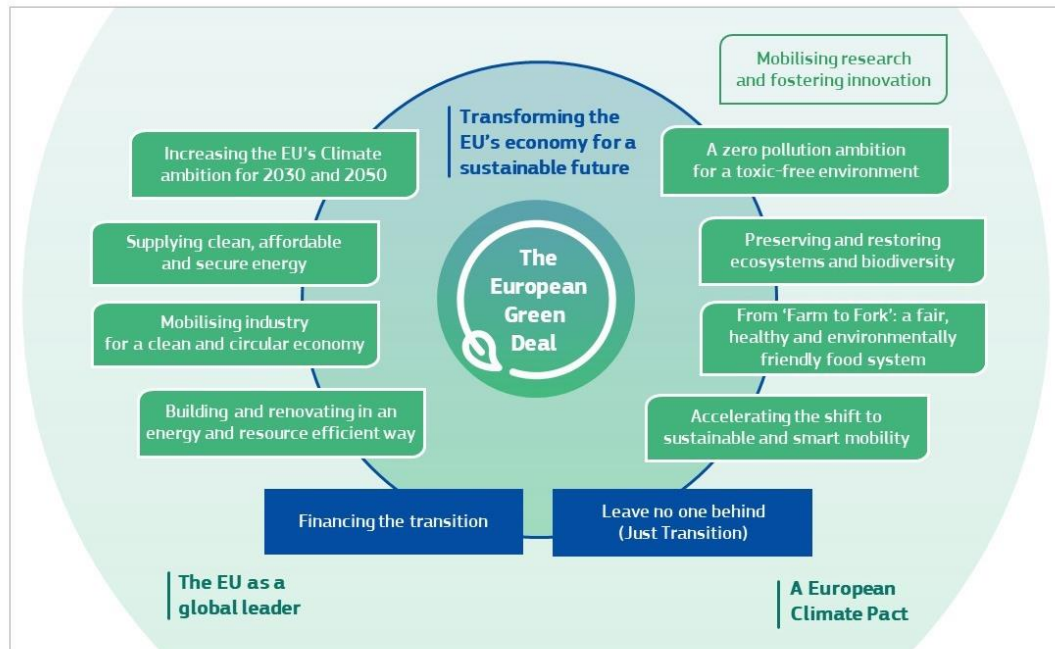 Mobilising research
and fostering innovation
Transforming the
EU's economy for a
sustainable future
Increasing the EU's Climate
ambition for 2030 and 2050
A zero pollution ambition
for a toxic-free environment
Supplying clean, affordable
and secure energy
Preserving and restoring
ecosystems and biodiversity
The
European
Green
Deal
Mobilising industry
for a clean and circular economy
From ‘Farm to Fork’: a fair,
healthy and environmentally
friendly food system
Building and renovating in an
energy and resource efficient way
Accelerating the shift to
sustainable and smart mobility
Financing the transition
Leave no one behind
(Just Transition)
The EU as a
global leader
A European
Climate Pact